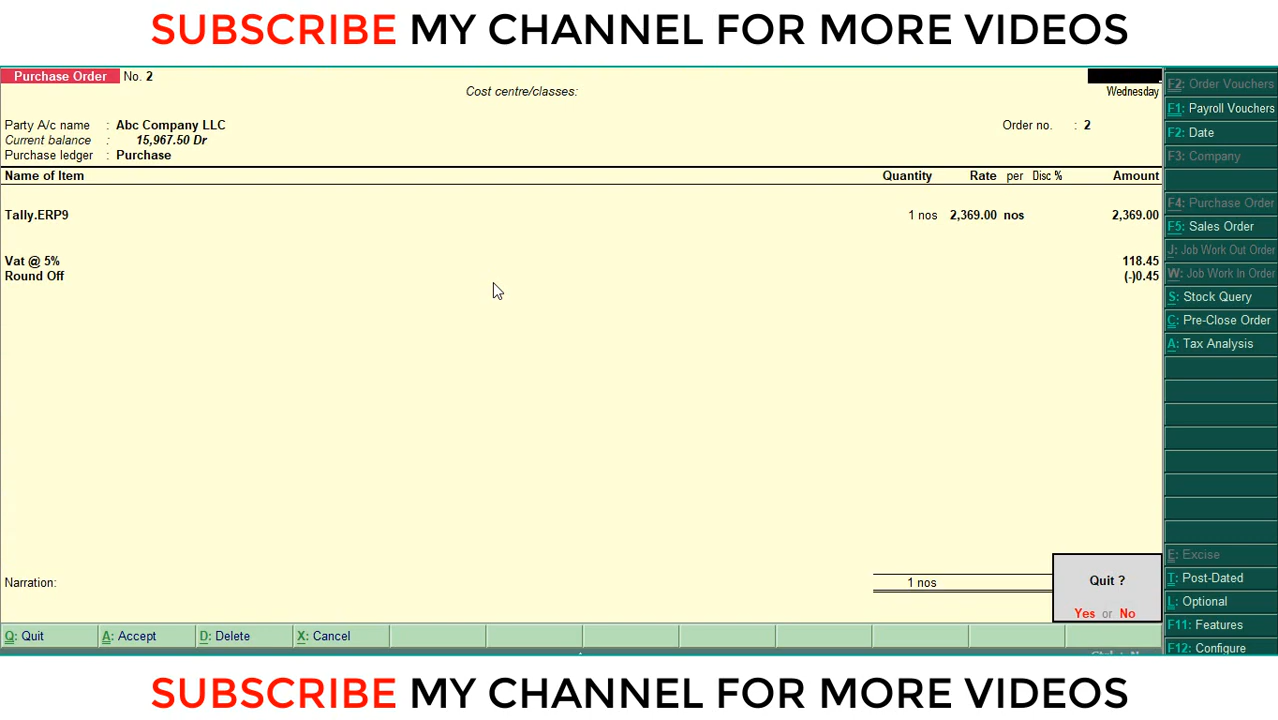 SUBSCRIBE MY CHANNEL FOR MORE VIDEOS
Purchase Order No. 2
Cost centre/classes:
Wednesday
Party A/c name : Abc Company LLC
Order no. : 2
Current balance : 15,967.50 Dr
Purchase ledger : Purchase
Name of Item Quantity Rate per Disc % Amount
Tally.ERP9 1 nos 2,369.00 nos 2,369.00
Vat @ 5% 118.45
Round Off (-)0.45
Narration: 1 nos
Quit ?
Yes or No
Q: Quit A: Accept D: Delete X: Cancel
F2: Order Vouchers
F1: Payroll Vouchers
F2: Date
F3: Company
F4: Purchase Order
F5: Sales Order
J: Job Work Out Order
W: Job Work In Order
S: Stock Query
C: Pre-Close Order
A: Tax Analysis
E: Excise
T: Post-Dated
L: Optional
F11: Features
F12: Configure
SUBSCRIBE MY CHANNEL FOR MORE VIDEOS